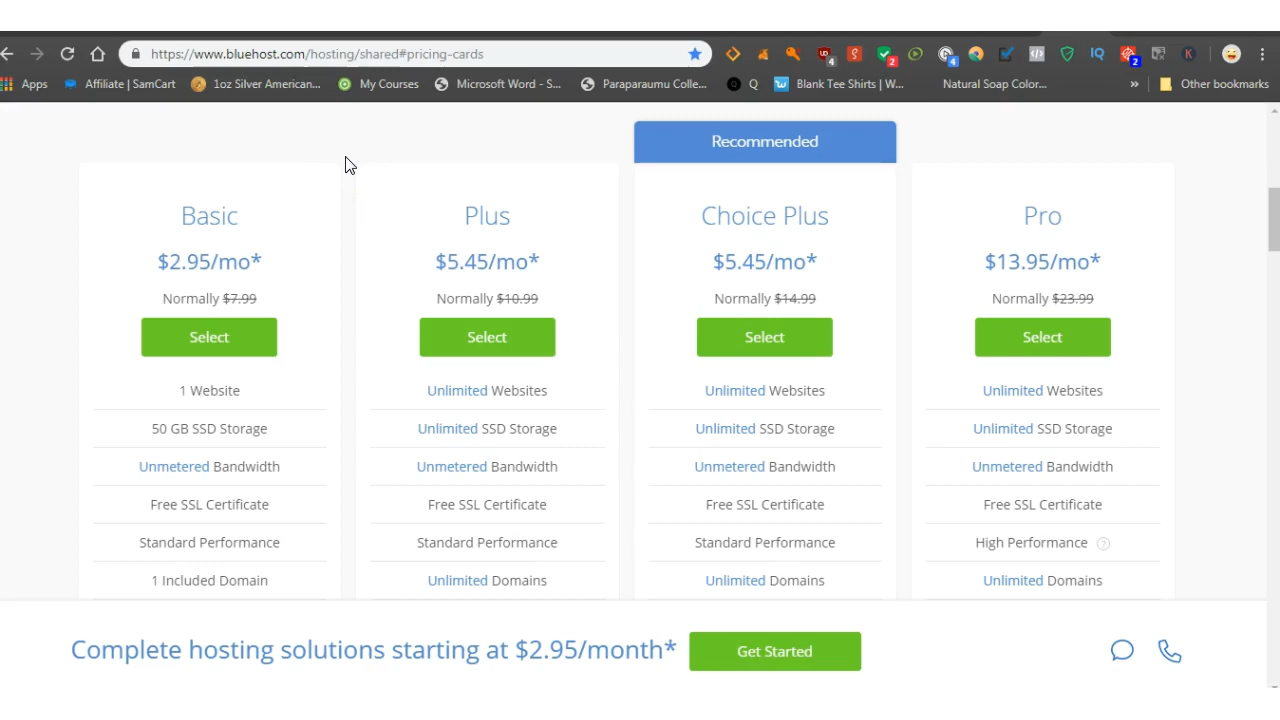 https://www.bluehost.com/hosting/shared#pricing-cards
Apps Affiliate | SamCart 1oz Silver American... My Courses Microsoft Word - S... Paraparaumu Colle... Q Blank Tee Shirts | W... Natural Soap Color... » Other bookmarks
Recommended
Basic
$2.95/mo*
Normally $7.99
Select
1 Website
50 GB SSD Storage
Unmetered Bandwidth
Free SSL Certificate
Standard Performance
1 Included Domain
Plus
$5.45/mo*
Normally $10.99
Select
Unlimited Websites
Unlimited SSD Storage
Unmetered Bandwidth
Free SSL Certificate
Standard Performance
Unlimited Domains
Choice Plus
$5.45/mo*
Normally $14.99
Select
Unlimited Websites
Unlimited SSD Storage
Unmetered Bandwidth
Free SSL Certificate
Standard Performance
Unlimited Domains
Pro
$13.95/mo*
Normally $23.99
Select
Unlimited Websites
Unlimited SSD Storage
Unmetered Bandwidth
Free SSL Certificate
High Performance ?
Unlimited Domains
Complete hosting solutions starting at $2.95/month* Get Started